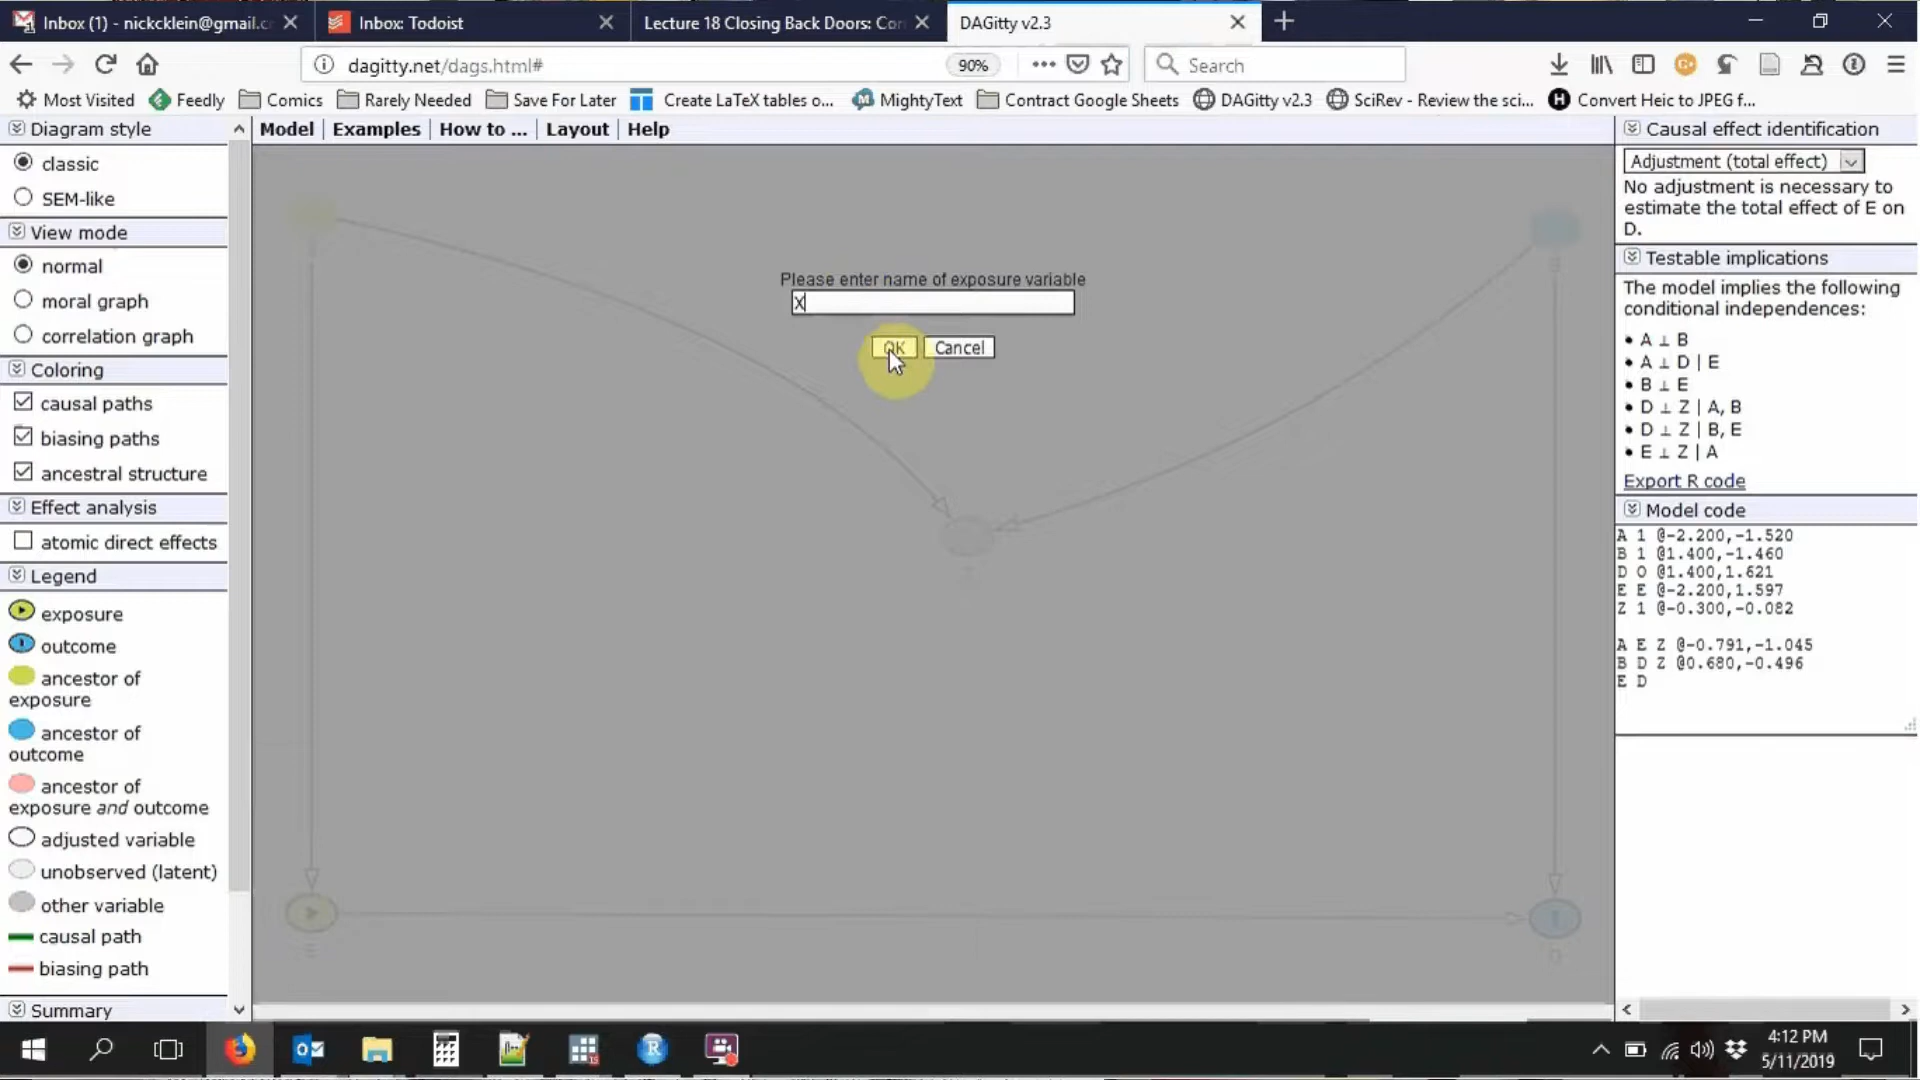 Inbox (1) - nickcklein@gmail.c
Inbox: Todoist
Lecture 18 Closing Back Doors: Con
DAGitty v2.3
dagitty.net/dags.html#
90%
Search
Most Visited
Feedly
Comics
Rarely Needed
Save For Later
Create LaTeX tables o...
MightyText
Contract Google Sheets
DAGitty v2.3
SciRev - Review the sci...
Convert Heic to JPEG f...
Diagram style
classic
SEM-like
View mode
normal
moral graph
correlation graph
Coloring
causal paths
biasing paths
ancestral structure
Effect analysis
atomic direct effects
Legend
exposure
outcome
ancestor of
exposure
ancestor of
outcome
ancestor of
exposure and outcome
adjusted variable
unobserved (latent)
other variable
causal path
biasing path
Summary
Model | Examples | How to ... | Layout | Help
Please enter name of exposure variable
X
OK
Cancel
Causal effect identification
Adjustment (total effect)
No adjustment is necessary to
estimate the total effect of E on
D.
Testable implications
The model implies the following
conditional independences:
• A ⊥ B
• A ⊥ D | E
• B ⊥ E
• D ⊥ Z | A, B
• D ⊥ Z | B, E
• E ⊥ Z | A
Export R code
Model code
A 1 @-2.200,-1.520
B 1 @1.400,-1.460
D O @1.400,1.621
E E @-2.200,1.597
Z 1 @-0.300,-0.082
A E Z @-0.791,-1.045
B D Z @0.680,-0.496
E D
4:12 PM
5/11/2019